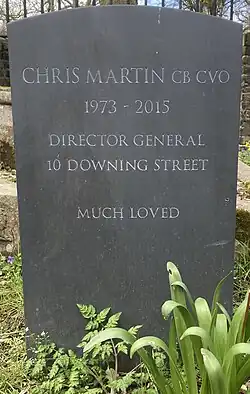 CHRIS MARTIN CB CVO
1973 - 2015
DIRECTOR GENERAL
10 DOWNING STREET
MUCH LOVED